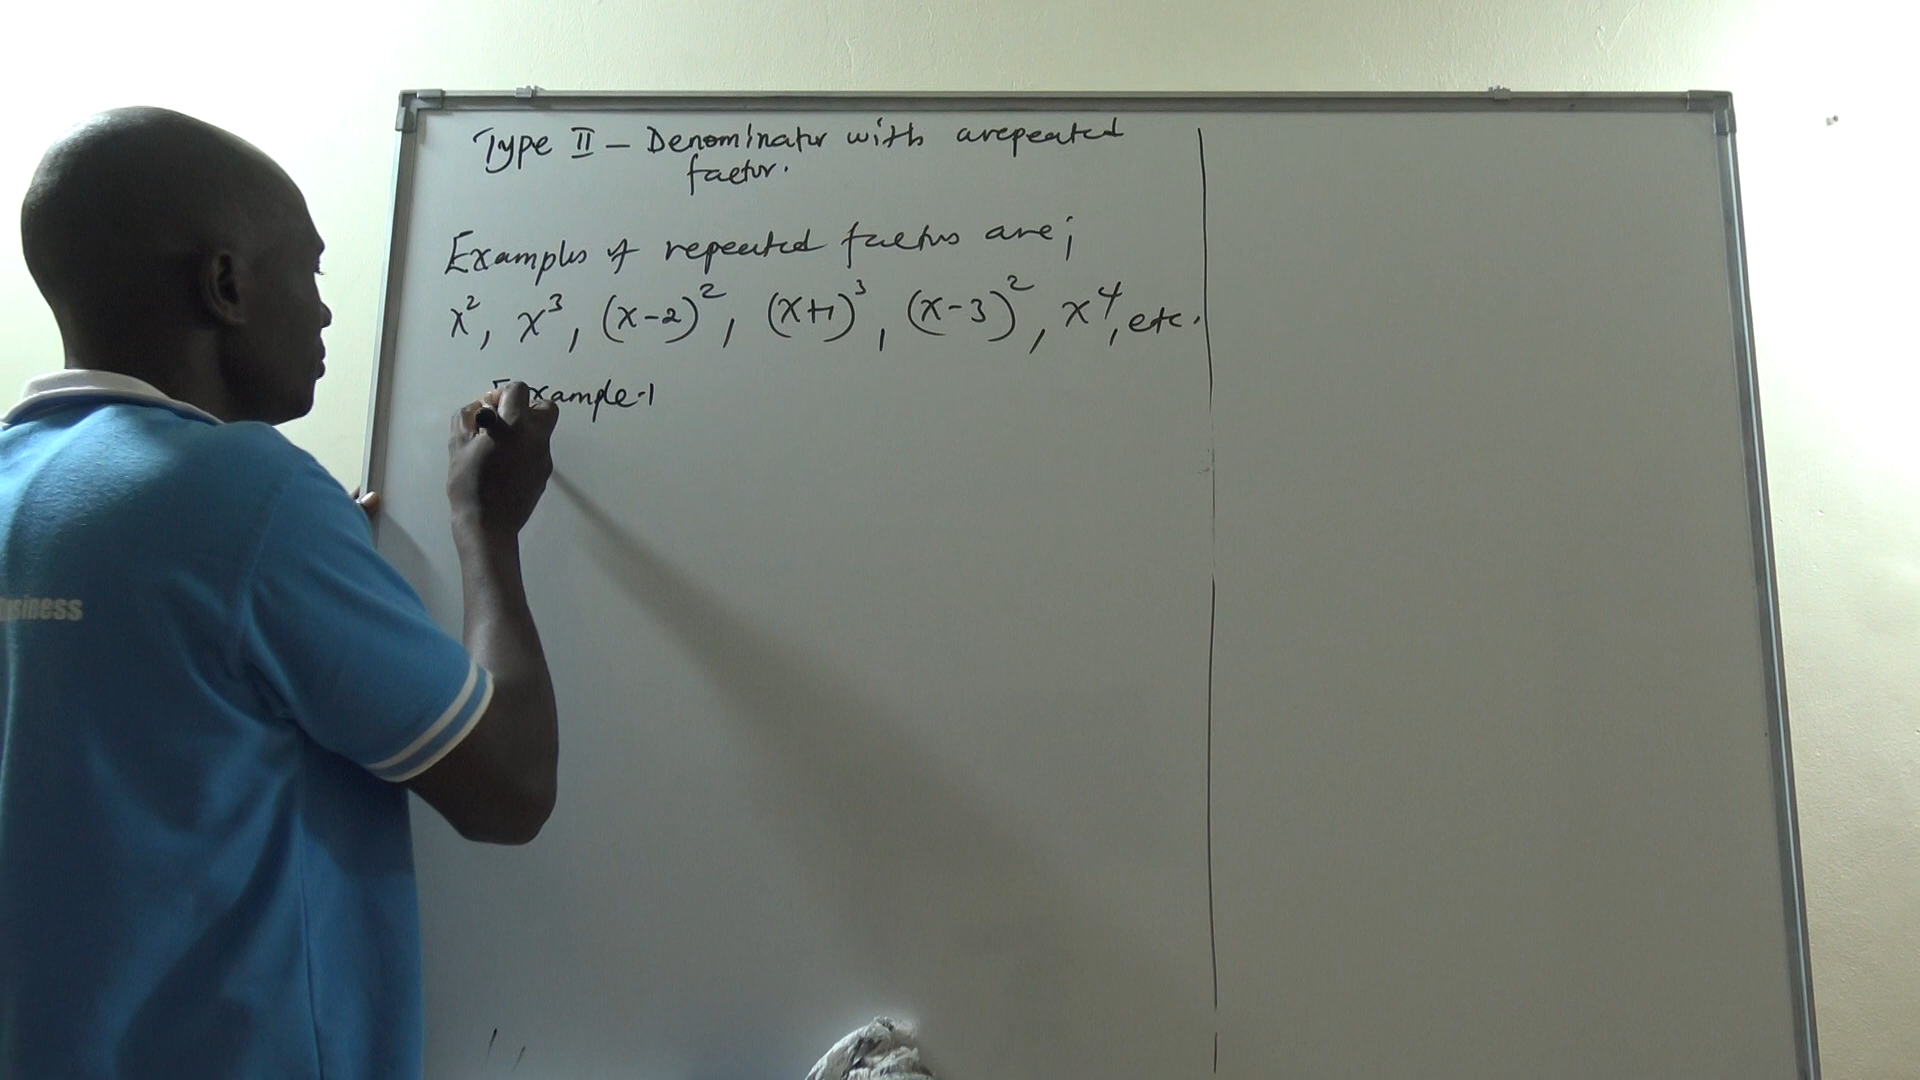 Type II - Denominator with a repeated
factor.
Examples of repeated factors are;
x², x³, (x-2)², (x+1)³, (x-3)², x⁴, etc.
Example-1